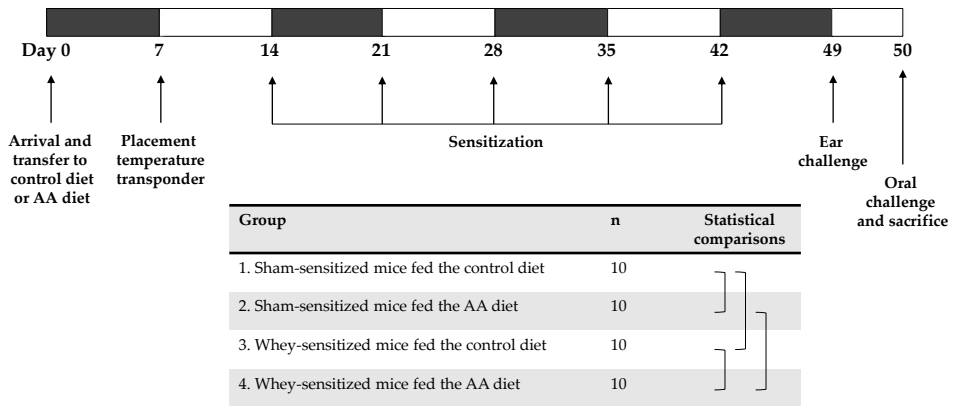 Day 0 7 14 21 28 35 42 49 50
Arrival and
transfer to
control diet
or AA diet
Placement
temperature
transponder
Sensitization
Ear
challenge
Oral
challenge
and sacrifice
Group n Statistical
comparisons
1. Sham-sensitized mice fed the control diet 10
2. Sham-sensitized mice fed the AA diet 10
3. Whey-sensitized mice fed the control diet 10
4. Whey-sensitized mice fed the AA diet 10